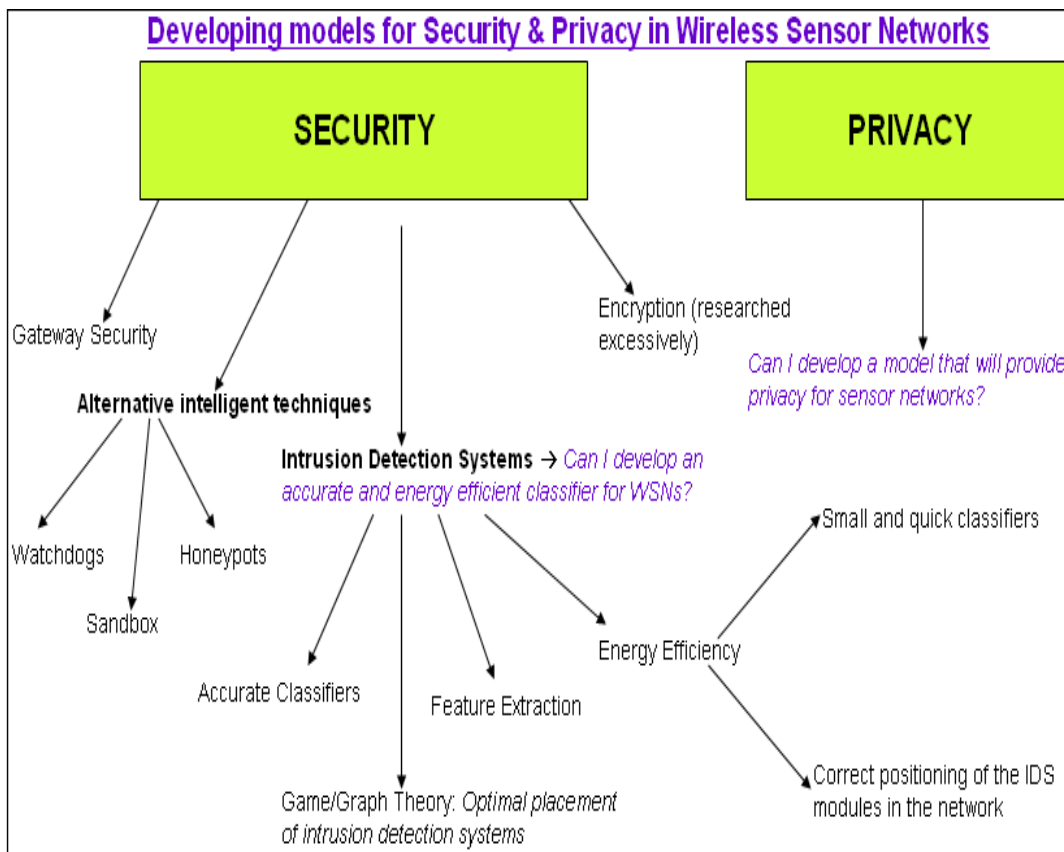 Developing models for Security & Privacy in Wireless Sensor Networks
SECURITY
PRIVACY
Gateway Security
Encryption (researched
excessively)
Can I develop a model that will provide
privacy for sensor networks?
Alternative intelligent techniques
Intrusion Detection Systems → Can I develop an
accurate and energy efficient classifier for WSNs?
Watchdogs
Honeypots
Sandbox
Small and quick classifiers
Energy Efficiency
Accurate Classifiers
Feature Extraction
Game/Graph Theory: Optimal placement
of intrusion detection systems
Correct positioning of the IDS
modules in the network